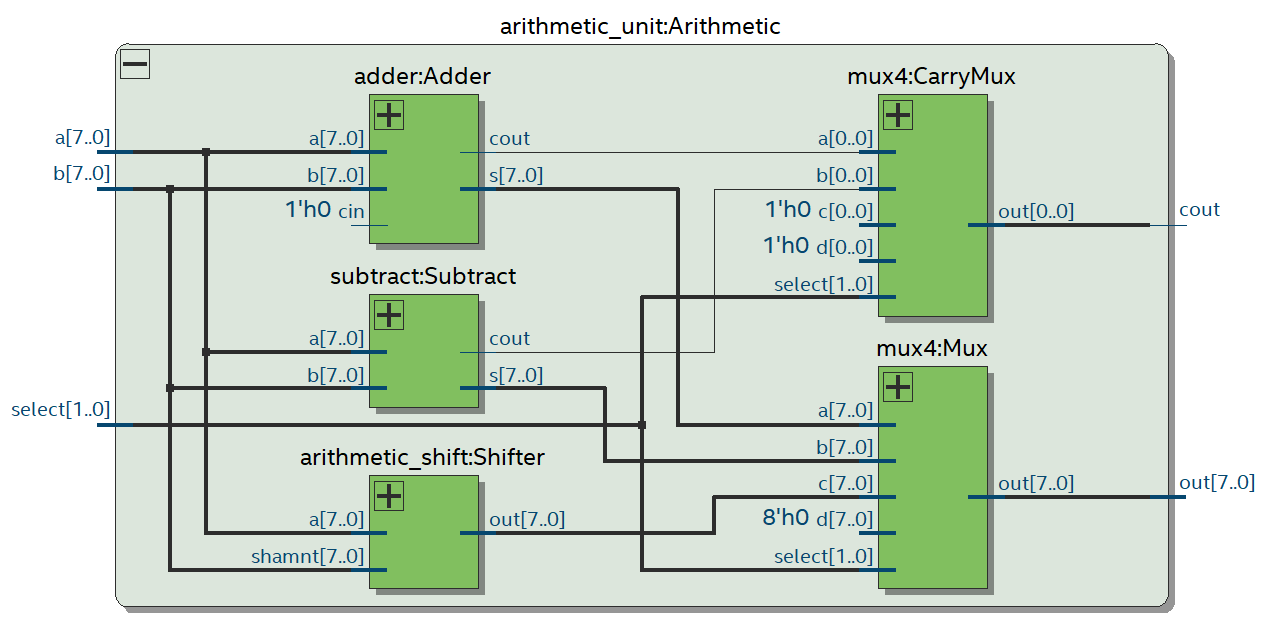 arithmetic_unit:Arithmetic
adder:Adder
mux4:CarryMux
a[7..0]
a[7..0]
cout
a[0..0]
b[7..0]
b[7..0]
s[7..0]
b[0..0]
1'h0 cin
1'h0 c[0..0]
out[0..0]
cout
1'h0 d[0..0]
subtract:Subtract
select[1..0]
a[7..0]
cout
mux4:Mux
b[7..0]
s[7..0]
select[1..0]
a[7..0]
arithmetic_shift:Shifter
b[7..0]
c[7..0]
out[7..0]
out[7..0]
a[7..0]
out[7..0]
8'h0 d[7..0]
shamnt[7..0]
select[1..0]